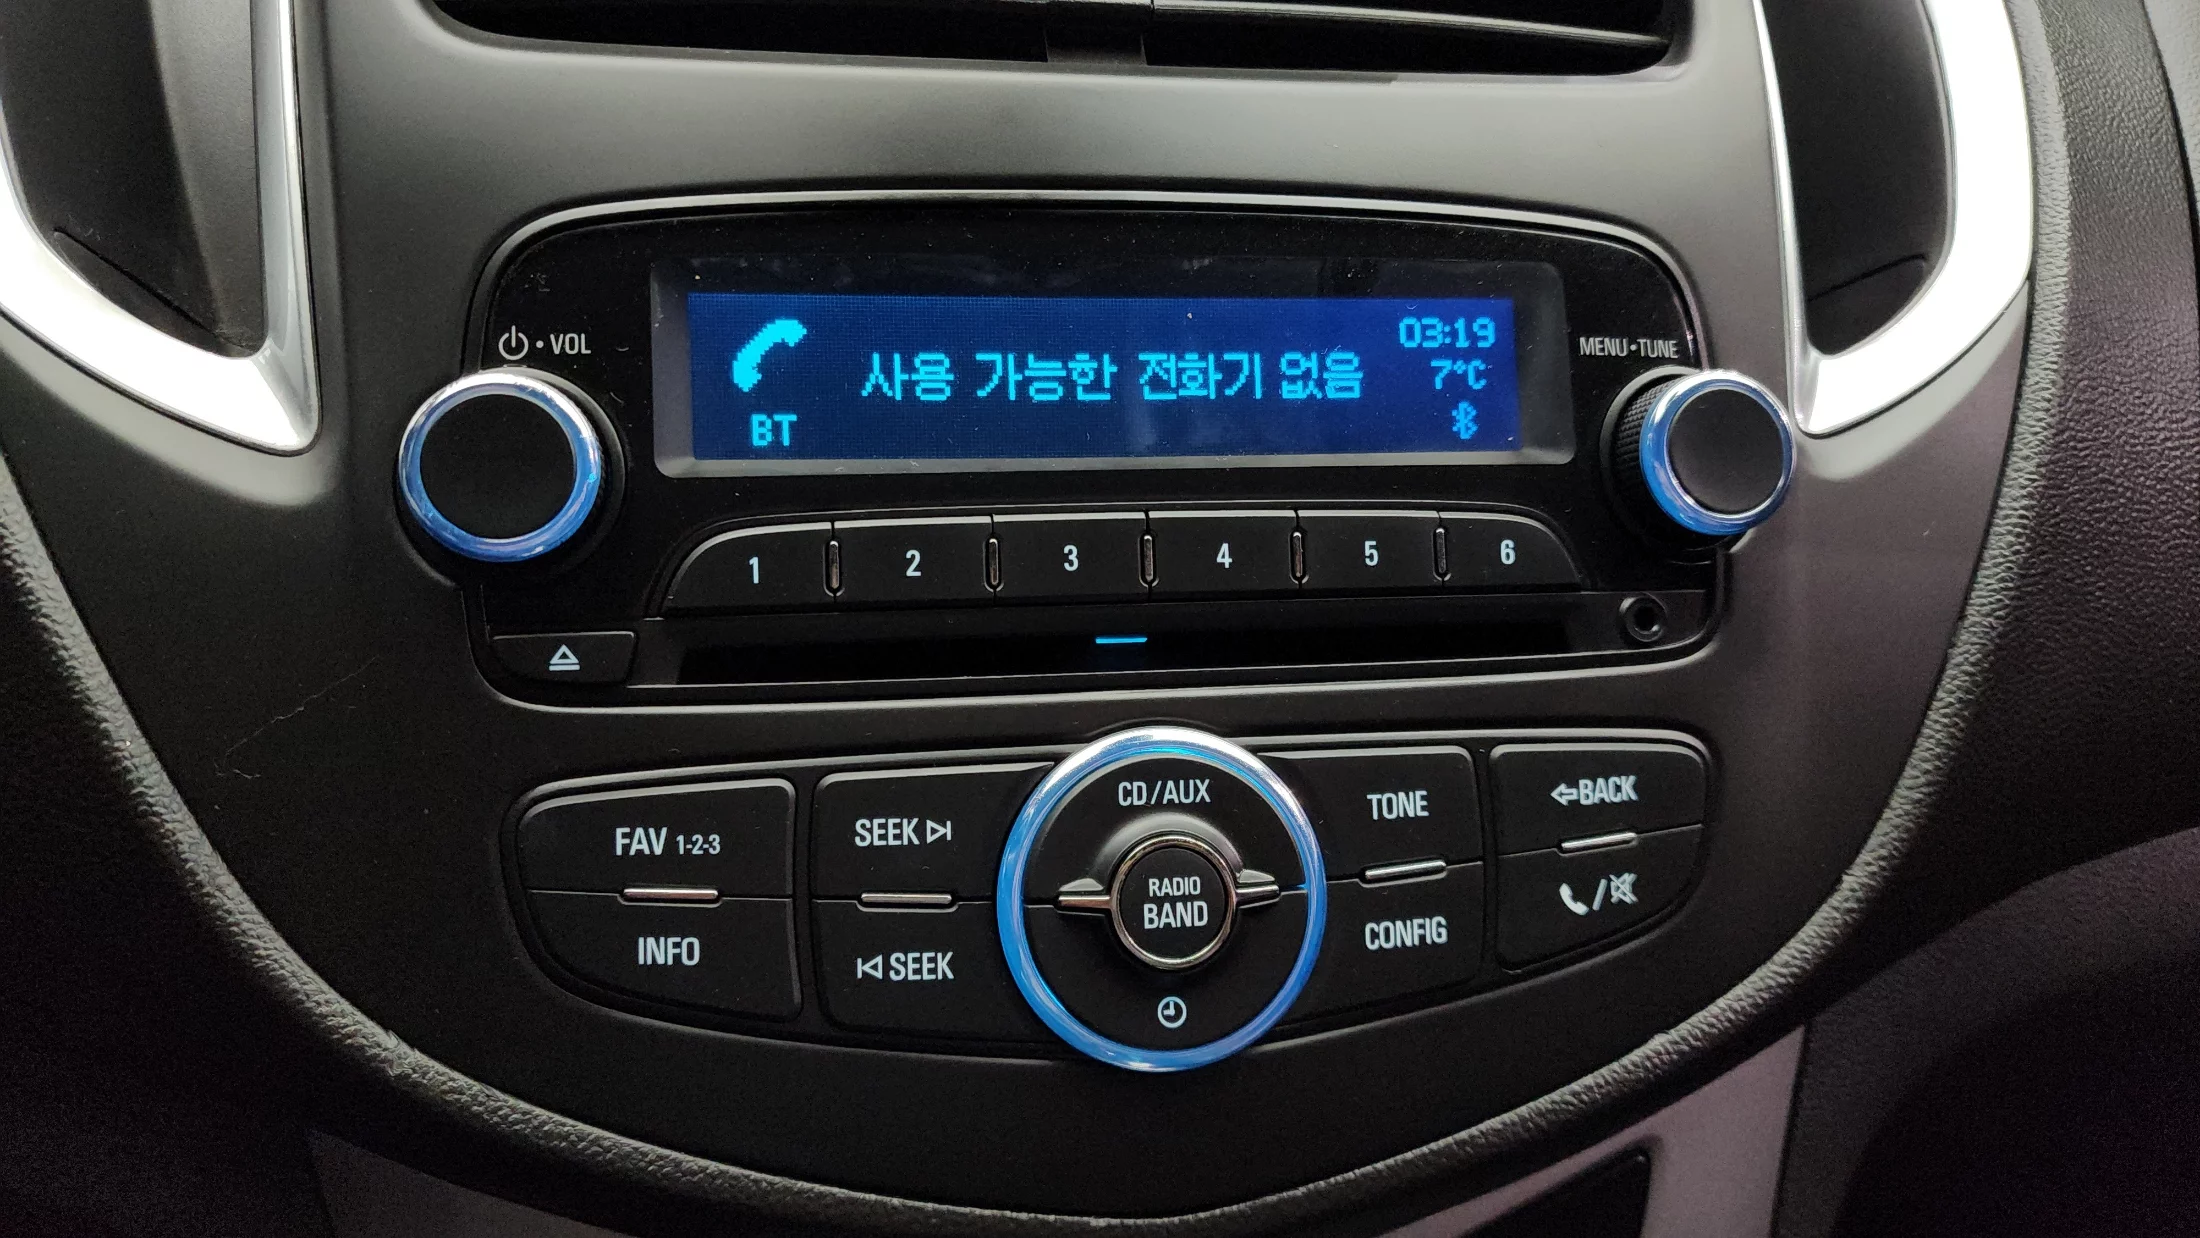 VOL
MENU•TUNE
03:19
사용 가능한 전화기 없음
7°C
BT
1 2 3 4 5 6
CD/AUX
FAV 1-2-3
SEEK
TONE
BACK
RADIO
BAND
INFO
SEEK
CONFIG